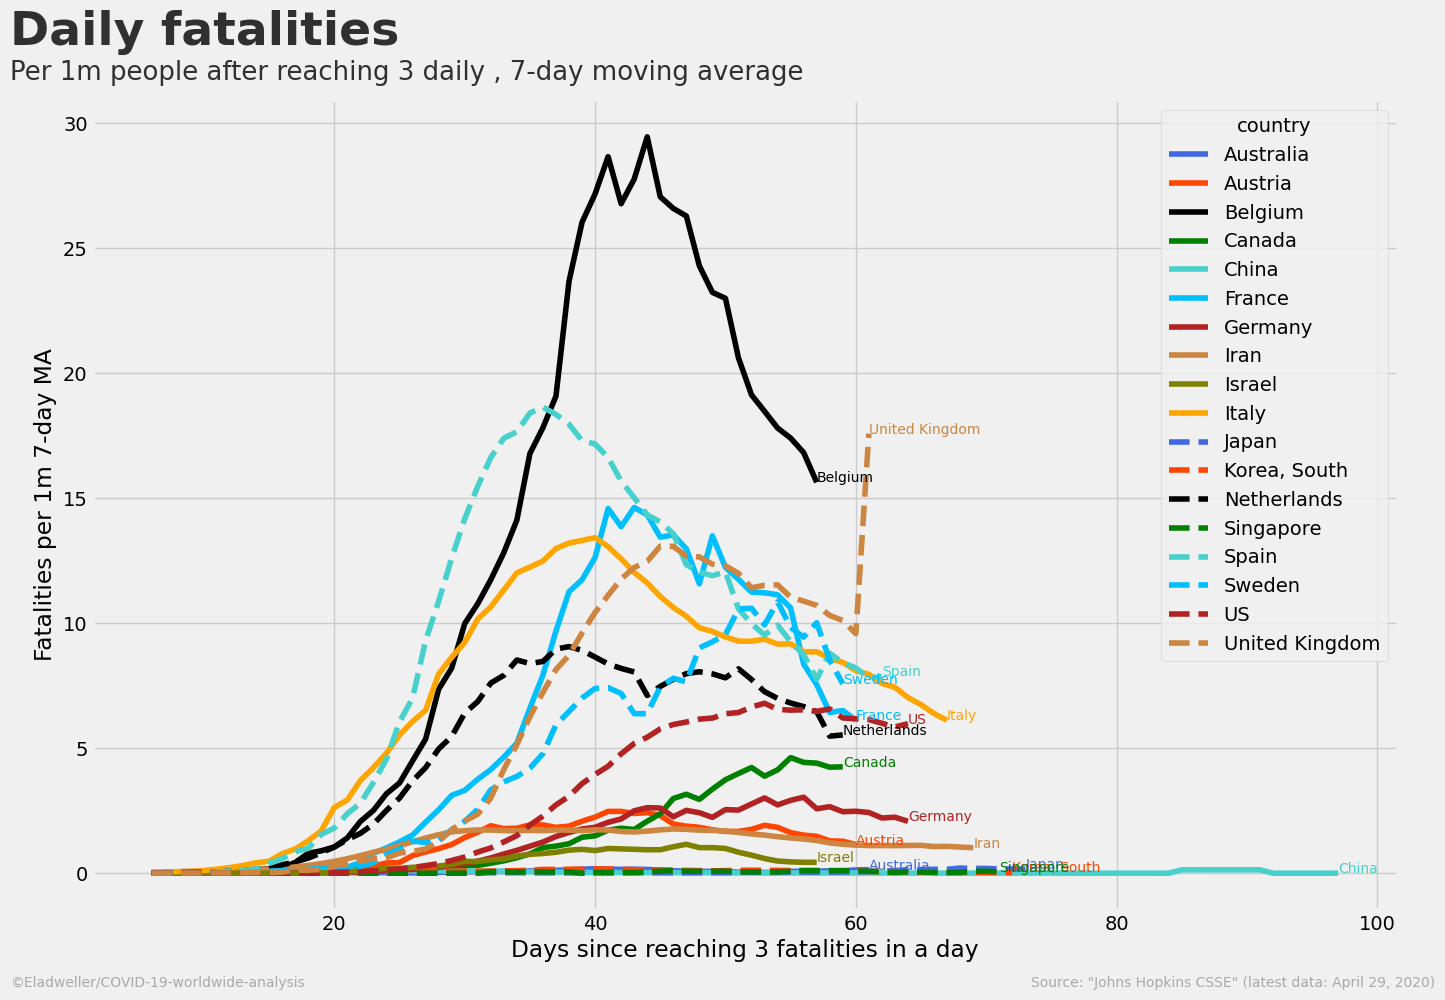 Daily fatalities
Per 1m people after reaching 3 daily , 7-day moving average
Fatalities per 1m 7-day MA
30
25
20
15
10
5
0
20
40
60
80
100
Days since reaching 3 fatalities in a day
country
Australia
Austria
Belgium
Canada
China
France
Germany
Iran
Israel
Italy
Japan
Korea, South
Netherlands
Singapore
Spain
Sweden
US
United Kingdom
United Kingdom
Belgium
Spain
Sweden
France
US
Italy
Netherlands
Canada
Germany
Austria
Iran
Israel
Australia
Japan
Korea, South
Singapore
China
©Eladweller/COVID-19-worldwide-analysis
Source: "Johns Hopkins CSSE" (latest data: April 29, 2020)